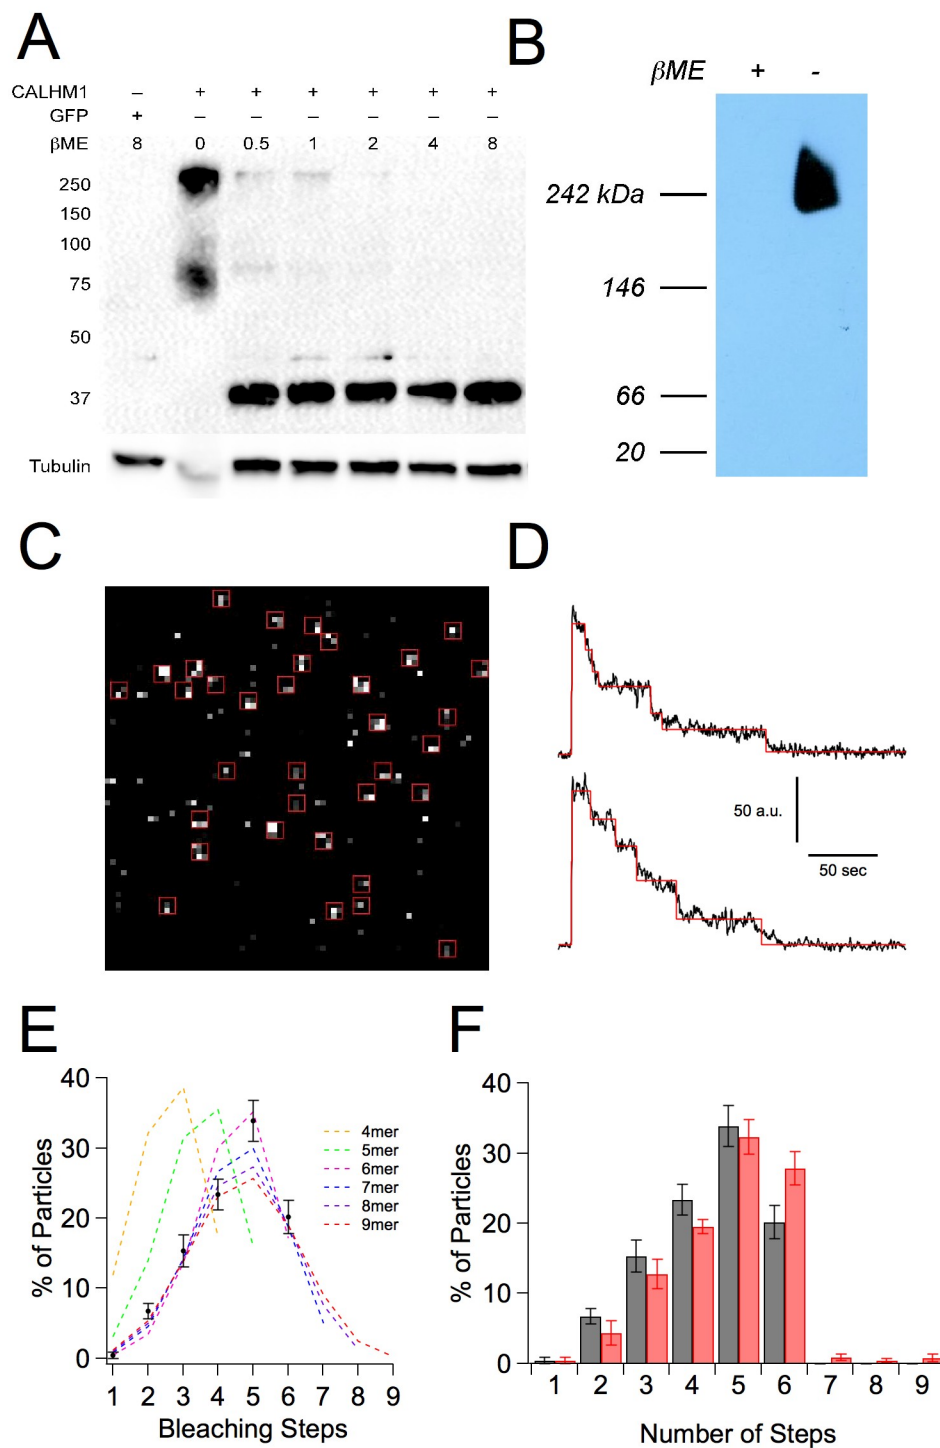 A
CALHM1 – + + + + + +
GFP + – – – – – –
βME 8 0 0.5 1 2 4 8
250
150
100
75
50
37
Tubulin
B
βME + -
242 kDa
146
66
20
C
D
50 a.u.
50 sec
E
% of Particles
40
30
20
10
0
4mer
5mer
6mer
7mer
8mer
9mer
1 2 3 4 5 6 7 8 9
Bleaching Steps
F
% of Particles
40
30
20
10
0
1 2 3 4 5 6 7 8 9
Number of Steps